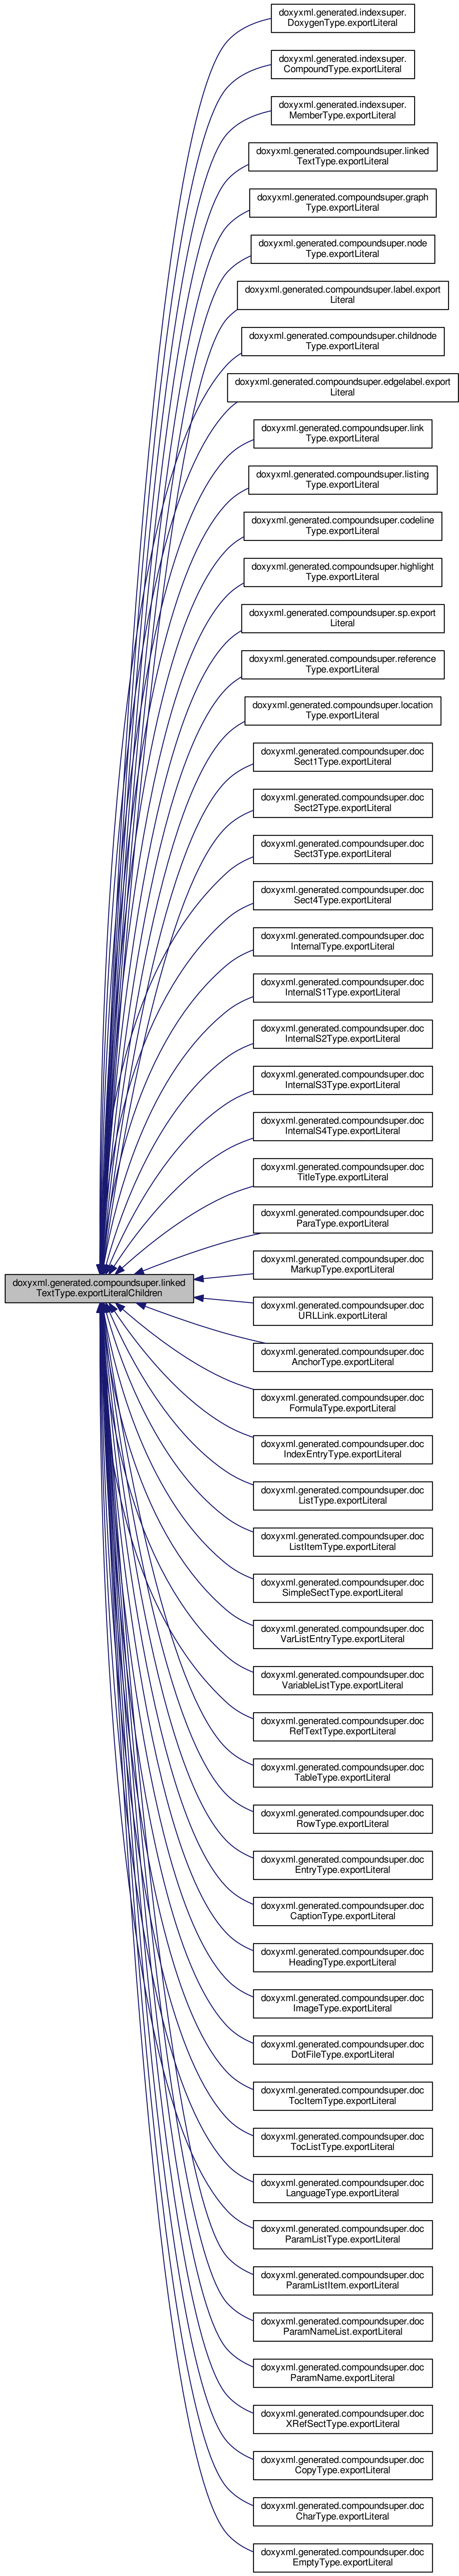 doxyxml.generated.indexsuper.
DoxygenType.exportLiteral
doxyxml.generated.indexsuper.
CompoundType.exportLiteral
doxyxml.generated.indexsuper.
MemberType.exportLiteral
doxyxml.generated.compoundsuper.linked
TextType.exportLiteral
doxyxml.generated.compoundsuper.graph
Type.exportLiteral
doxyxml.generated.compoundsuper.node
Type.exportLiteral
doxyxml.generated.compoundsuper.label.export
Literal
doxyxml.generated.compoundsuper.childnode
Type.exportLiteral
doxyxml.generated.compoundsuper.edgelabel.export
Literal
doxyxml.generated.compoundsuper.link
Type.exportLiteral
doxyxml.generated.compoundsuper.listing
Type.exportLiteral
doxyxml.generated.compoundsuper.codeline
Type.exportLiteral
doxyxml.generated.compoundsuper.highlight
Type.exportLiteral
doxyxml.generated.compoundsuper.sp.export
Literal
doxyxml.generated.compoundsuper.reference
Type.exportLiteral
doxyxml.generated.compoundsuper.location
Type.exportLiteral
doxyxml.generated.compoundsuper.doc
Sect1Type.exportLiteral
doxyxml.generated.compoundsuper.doc
Sect2Type.exportLiteral
doxyxml.generated.compoundsuper.doc
Sect3Type.exportLiteral
doxyxml.generated.compoundsuper.doc
Sect4Type.exportLiteral
doxyxml.generated.compoundsuper.doc
InternalType.exportLiteral
doxyxml.generated.compoundsuper.doc
InternalS1Type.exportLiteral
doxyxml.generated.compoundsuper.doc
InternalS2Type.exportLiteral
doxyxml.generated.compoundsuper.doc
InternalS3Type.exportLiteral
doxyxml.generated.compoundsuper.doc
InternalS4Type.exportLiteral
doxyxml.generated.compoundsuper.doc
TitleType.exportLiteral
doxyxml.generated.compoundsuper.doc
ParaType.exportLiteral
doxyxml.generated.compoundsuper.doc
MarkupType.exportLiteral
doxyxml.generated.compoundsuper.linked
TextType.exportLiteralChildren
doxyxml.generated.compoundsuper.doc
URLLink.exportLiteral
doxyxml.generated.compoundsuper.doc
AnchorType.exportLiteral
doxyxml.generated.compoundsuper.doc
FormulaType.exportLiteral
doxyxml.generated.compoundsuper.doc
IndexEntryType.exportLiteral
doxyxml.generated.compoundsuper.doc
ListType.exportLiteral
doxyxml.generated.compoundsuper.doc
ListItemType.exportLiteral
doxyxml.generated.compoundsuper.doc
SimpleSectType.exportLiteral
doxyxml.generated.compoundsuper.doc
VarListEntryType.exportLiteral
doxyxml.generated.compoundsuper.doc
VariableListType.exportLiteral
doxyxml.generated.compoundsuper.doc
RefTextType.exportLiteral
doxyxml.generated.compoundsuper.doc
TableType.exportLiteral
doxyxml.generated.compoundsuper.doc
RowType.exportLiteral
doxyxml.generated.compoundsuper.doc
EntryType.exportLiteral
doxyxml.generated.compoundsuper.doc
CaptionType.exportLiteral
doxyxml.generated.compoundsuper.doc
HeadingType.exportLiteral
doxyxml.generated.compoundsuper.doc
ImageType.exportLiteral
doxyxml.generated.compoundsuper.doc
DotFileType.exportLiteral
doxyxml.generated.compoundsuper.doc
TocItemType.exportLiteral
doxyxml.generated.compoundsuper.doc
TocListType.exportLiteral
doxyxml.generated.compoundsuper.doc
LanguageType.exportLiteral
doxyxml.generated.compoundsuper.doc
ParamListType.exportLiteral
doxyxml.generated.compoundsuper.doc
ParamListItem.exportLiteral
doxyxml.generated.compoundsuper.doc
ParamNameList.exportLiteral
doxyxml.generated.compoundsuper.doc
ParamName.exportLiteral
doxyxml.generated.compoundsuper.doc
XRefSectType.exportLiteral
doxyxml.generated.compoundsuper.doc
CopyType.exportLiteral
doxyxml.generated.compoundsuper.doc
CharType.exportLiteral
doxyxml.generated.compoundsuper.doc
EmptyType.exportLiteral